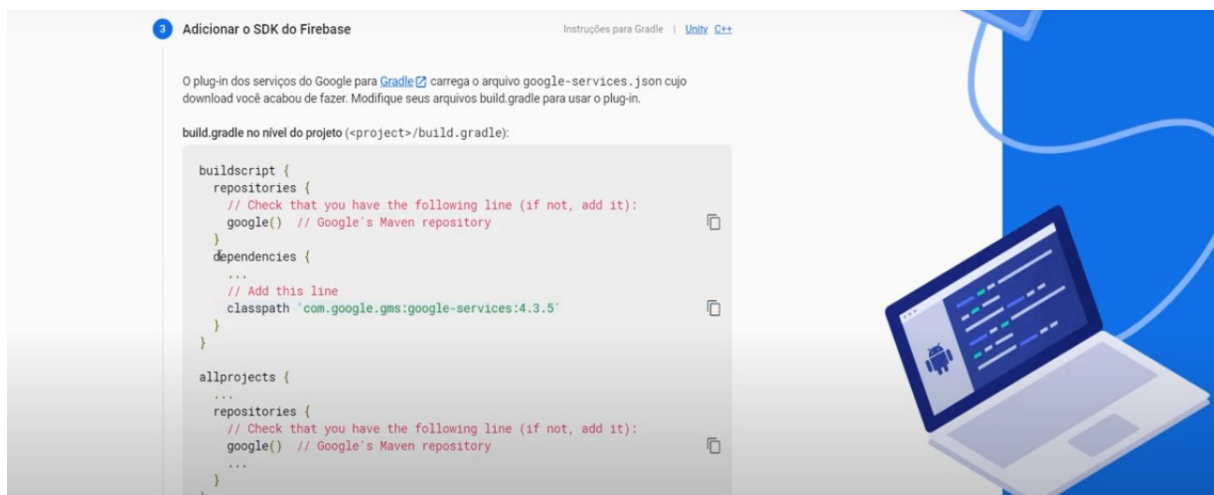 3 Adicionar o SDK do Firebase Instruções para Gradle | Unity C++
O plug-in dos serviços do Google para Gradle carrega o arquivo google-services.json cujo
download você acabou de fazer. Modifique seus arquivos build.gradle para usar o plug-in.
build.gradle no nível do projeto (<project>/build.gradle):
buildscript {
repositories {
// Check that you have the following line (if not, add it):
google() // Google's Maven repository
}
dependencies {
...
// Add this line
classpath 'com.google.gms:google-services:4.3.5'
}
}
allprojects {
...
repositories {
// Check that you have the following line (if not, add it):
google() // Google's Maven repository
...
}